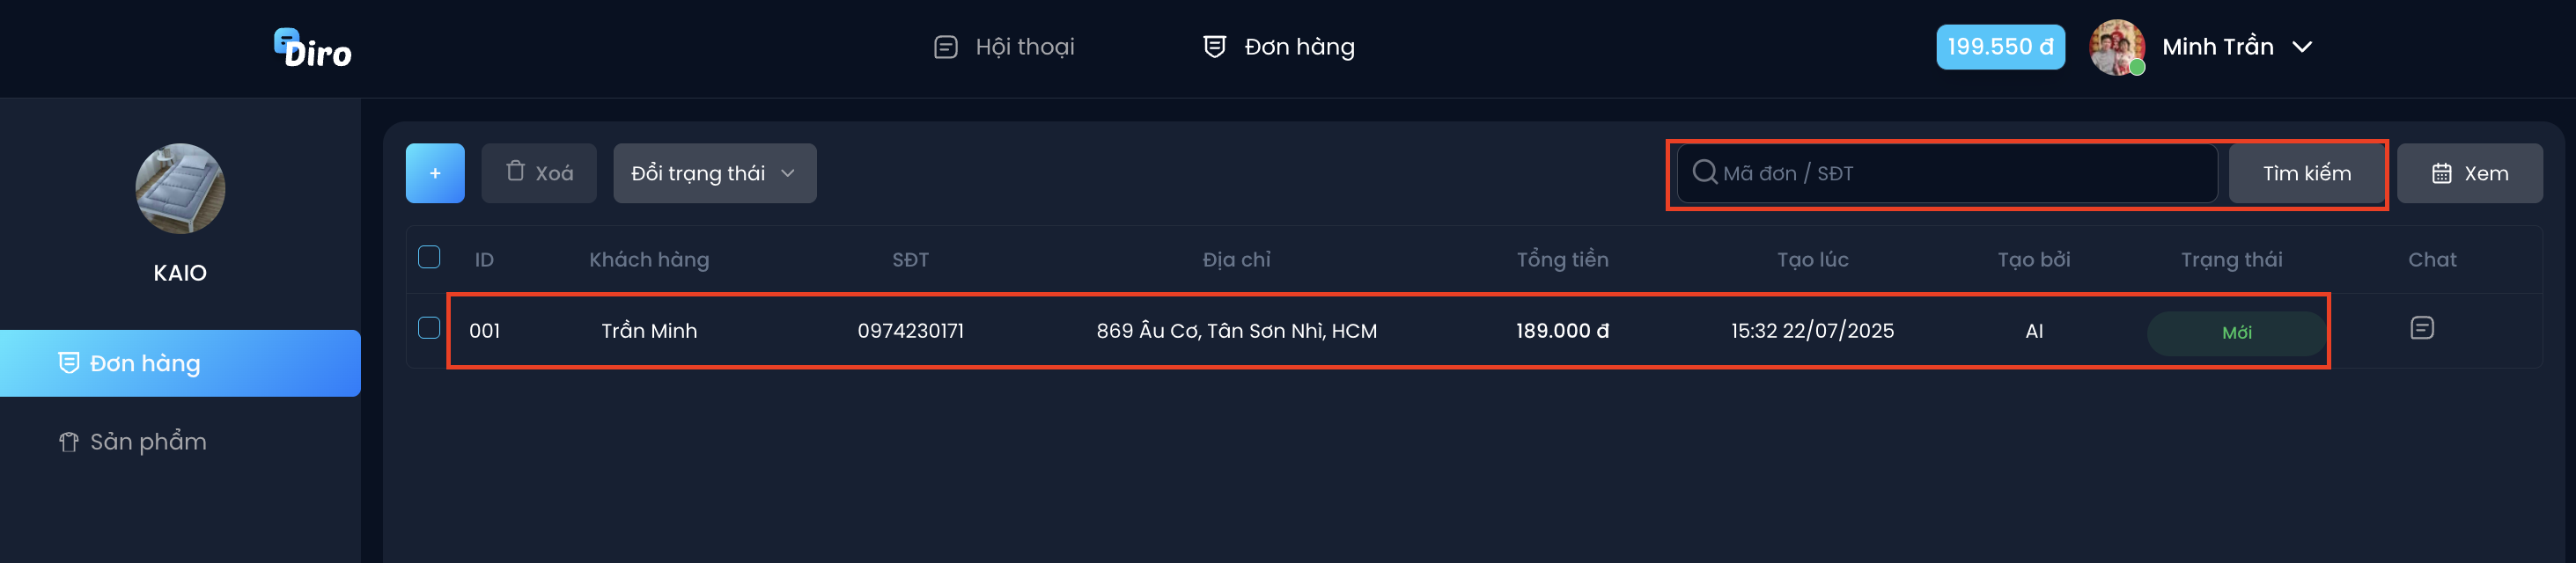 Diro
Hội thoại
Đơn hàng
199.550 đ
Minh Trần
KAIO
Đơn hàng
Sản phẩm
+
Xoá
Đổi trạng thái
Mã đơn / SĐT
Tìm kiếm
Xem
ID Khách hàng SĐT Địa chỉ Tổng tiền Tạo lúc Tạo bởi Trạng thái Chat
001 Trần Minh 0974230171 869 Âu Cơ, Tân Sơn Nhì, HCM 189.000 đ 15:32 22/07/2025 AI Mới